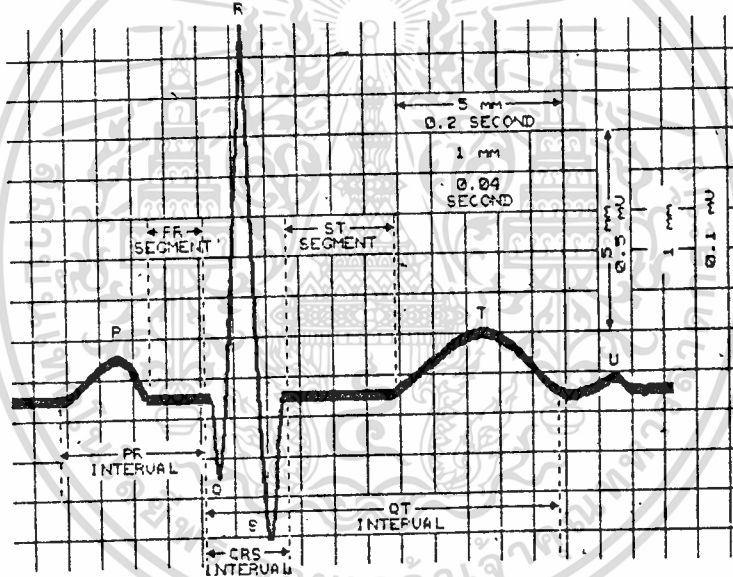 R
5 mm
0.2 SECOND
1 mm
0.04
SECOND
5 mm
0.5 mV
1 mm
0.1 mV
PR
SEGMENT
ST
SEGMENT
P
T
U
PR
INTERVAL
Q
S
QT
INTERVAL
QRS
INTERVAL